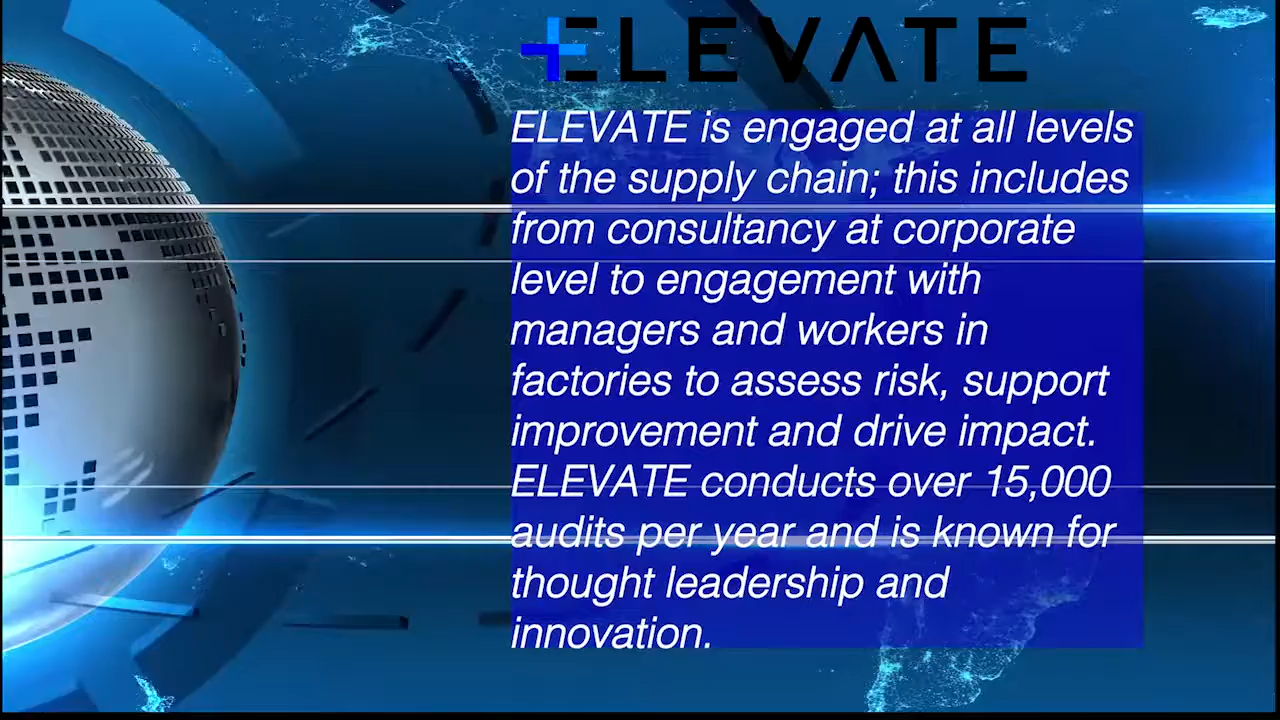 ELEVATE
ELEVATE is engaged at all levels
of the supply chain; this includes
from consultancy at corporate
level to engagement with
managers and workers in
factories to assess risk, support
improvement and drive impact.
ELEVATE conducts over 15,000
audits per year and is known for
thought leadership and
innovation.